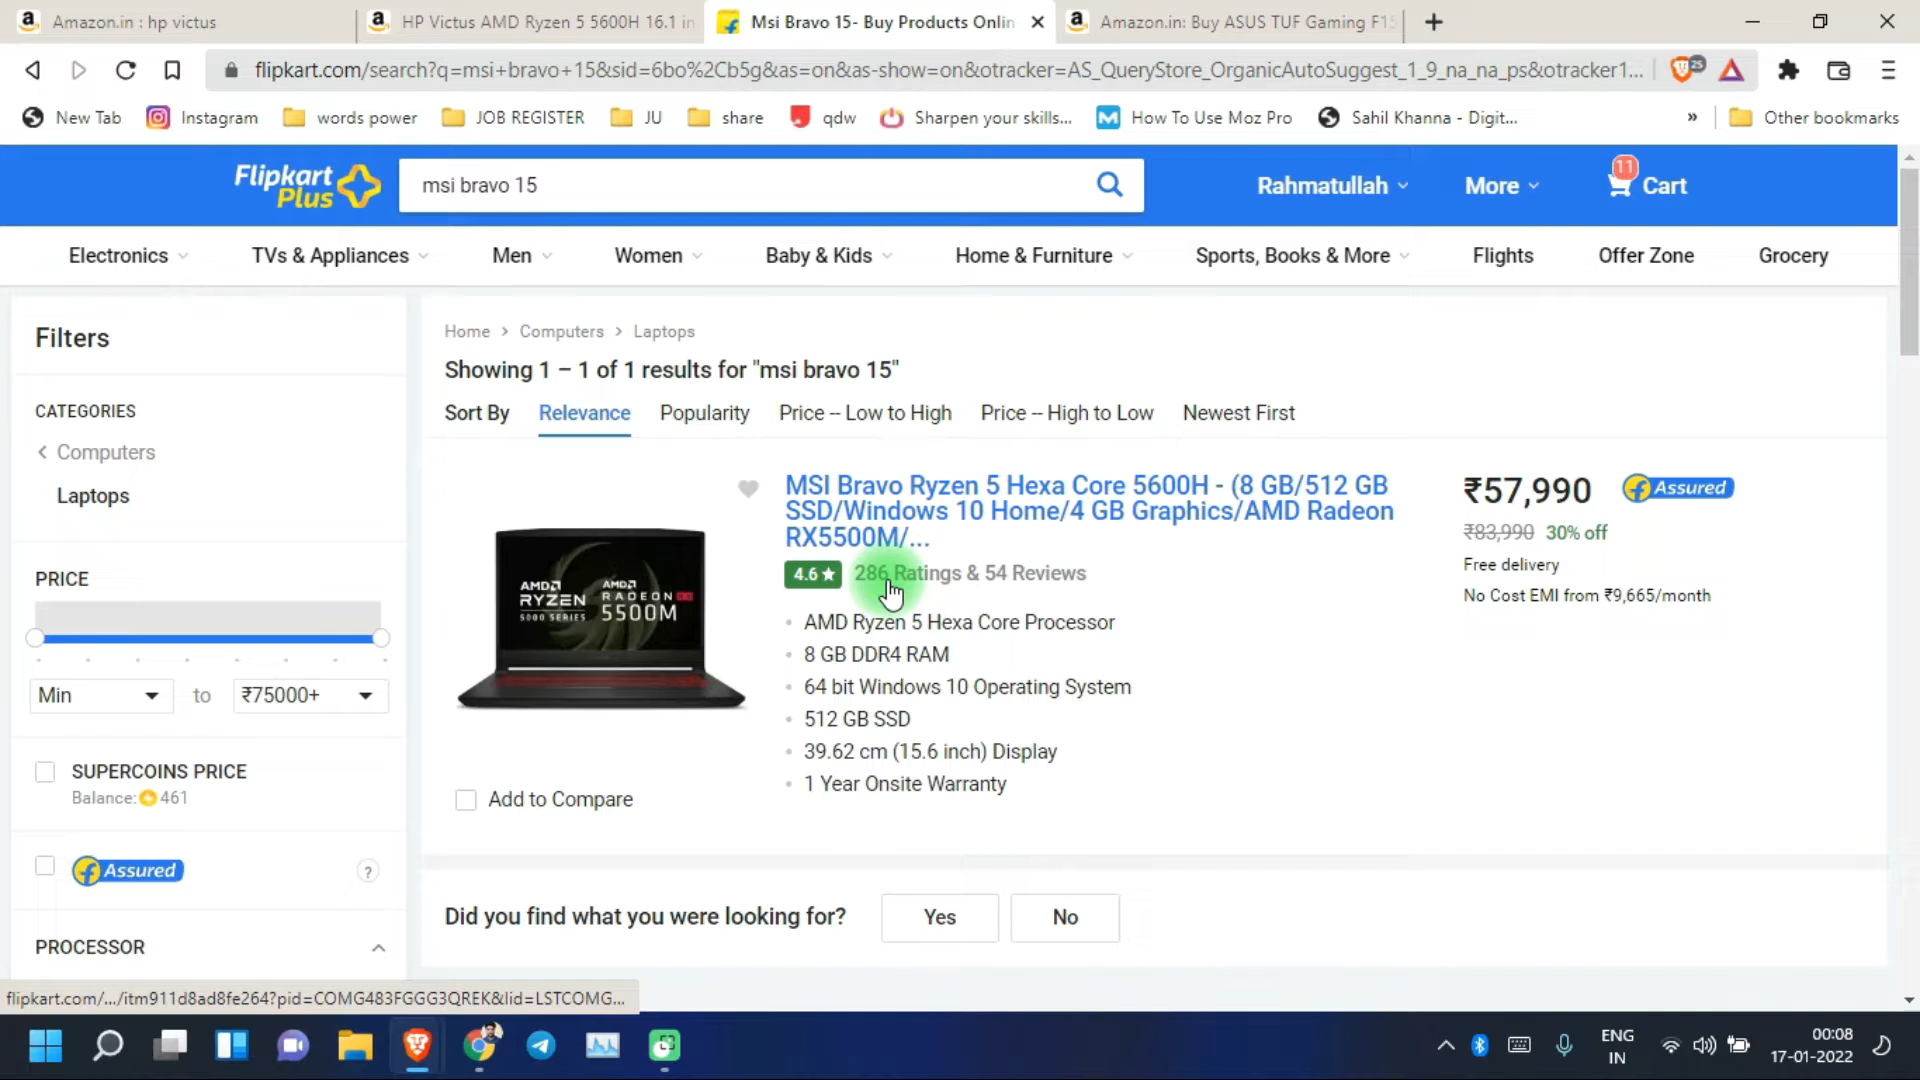 Amazon.in : hp victus
HP Victus AMD Ryzen 5 5600H 16.1 in
Msi Bravo 15- Buy Products Onlin
Amazon.in: Buy ASUS TUF Gaming F15
flipkart.com/search?q=msi+bravo+15&sid=6bo%2Cb5g&as=on&as-show=on&otracker=AS_QueryStore_OrganicAutoSuggest_1_9_na_na_ps&otracker1...
25
New Tab
Instagram
words power
JOB REGISTER
JU
share
qdw
Sharpen your skills...
How To Use Moz Pro
Sahil Khanna - Digit...
»
Other bookmarks
Flipkart
Plus
msi bravo 15
Rahmatullah
More
11
Cart
Electronics
TVs & Appliances
Men
Women
Baby & Kids
Home & Furniture
Sports, Books & More
Flights
Offer Zone
Grocery
Filters
CATEGORIES
Computers
Laptops
PRICE
Min
to
₹75000+
SUPERCOINS PRICE
Balance: 461
Assured
?
PROCESSOR
Home > Computers > Laptops
Showing 1 – 1 of 1 results for "msi bravo 15"
Sort By
Relevance
Popularity
Price -- Low to High
Price -- High to Low
Newest First
AMD
RYZEN
5000 SERIES
AMD
RADEON
5500M
Add to Compare
MSI Bravo Ryzen 5 Hexa Core 5600H - (8 GB/512 GB
SSD/Windows 10 Home/4 GB Graphics/AMD Radeon
RX5500M/...
4.6 ★
286 Ratings & 54 Reviews
AMD Ryzen 5 Hexa Core Processor
8 GB DDR4 RAM
64 bit Windows 10 Operating System
512 GB SSD
39.62 cm (15.6 inch) Display
1 Year Onsite Warranty
₹57,990
Assured
₹83,990 30% off
Free delivery
No Cost EMI from ₹9,665/month
Did you find what you were looking for?
Yes
No
flipkart.com/.../itm911d8ad8fe264?pid=COMG483FGGG3QREK&lid=LSTCOMG...
ENG
IN
00:08
17-01-2022